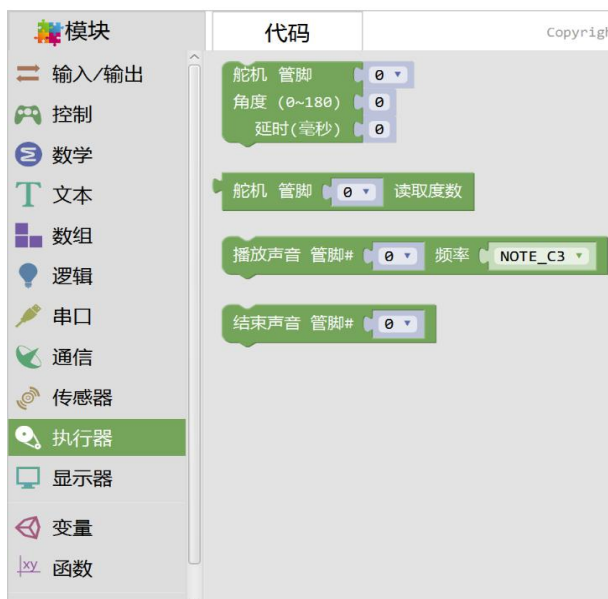 模块
代码
Copyrigh
输入/输出
控制
数学
文本
数组
逻辑
串口
通信
传感器
执行器
显示器
变量
xy 函数
舵机 管脚 0
角度 (0~180) 0
延时(毫秒) 0
舵机 管脚 0 读取度数
播放声音 管脚# 0 频率 NOTE_C3
结束声音 管脚# 0